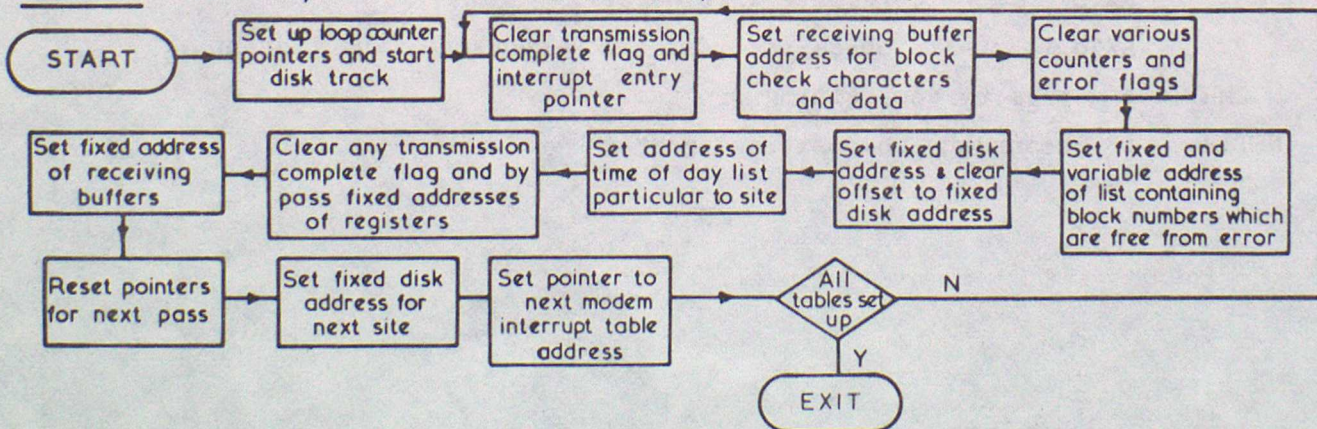 START
Set up loop counter
pointers and start
disk track
Clear transmission
complete flag and
interrupt entry
pointer
Set receiving buffer
address for block
check characters
and data
Clear various
counters and
error flags
Set fixed and
variable address
of list containing
block numbers which
are free from error
Set fixed disk
address & clear
offset to fixed
disk address
Set address of
time of day list
particular to site
Clear any transmission
complete flag and by
pass fixed addresses
of registers
Set fixed address
of receiving
buffers
Reset pointers
for next pass
Set fixed disk
address for
next site
Set pointer to
next modem
interrupt table
address
All
tables set
up
N
Y
EXIT